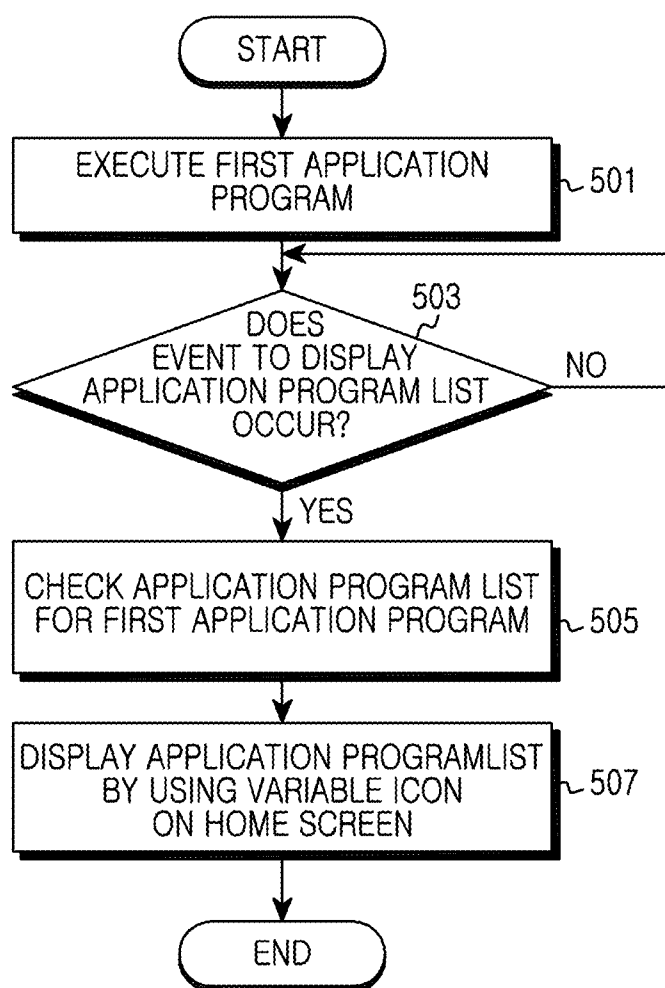 START
EXECUTE FIRST APPLICATION
PROGRAM
501
503
DOES
EVENT TO DISPLAY
APPLICATION PROGRAM LIST
OCCUR?
NO
YES
CHECK APPLICATION PROGRAM LIST
FOR FIRST APPLICATION PROGRAM
505
DISPLAY APPLICATION PROGRAMLIST
BY USING VARIABLE ICON
ON HOME SCREEN
507
END